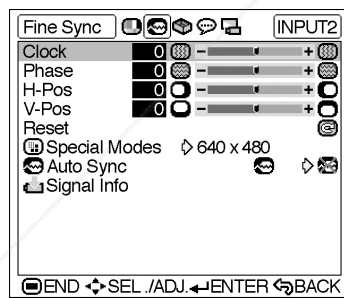 Fine Sync INPUT2
Clock 0 - +
Phase 0 - +
H-Pos 0 - +
V-Pos 0 - +
Reset
Special Modes 640 x 480
Auto Sync
Signal Info
END SEL./ADJ. ENTER BACK